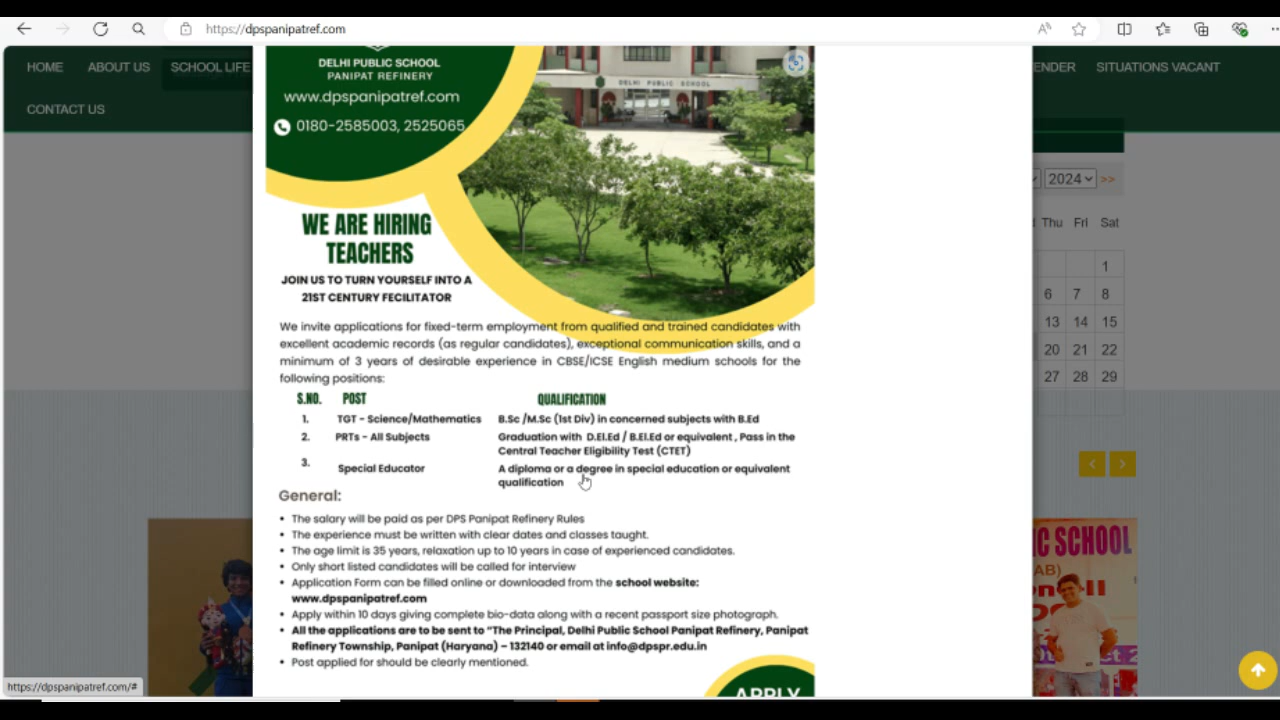 https://dpspanipatref.com
HOME
ABOUT US
SCHOOL LIFE
ENDER
SITUATIONS VACANT
CONTACT US
DELHI PUBLIC SCHOOL
PANIPAT REFINERY
www.dpspanipatref.com
0180-2585003, 2525065
DELHI PUBLIC SCHOOL
2024
>>
Thu Fri Sat
1
6 7 8
13 14 15
20 21 22
27 28 29
WE ARE HIRING
TEACHERS
JOIN US TO TURN YOURSELF INTO A
21ST CENTURY FECILITATOR
We invite applications for fixed-term employment from qualified and trained candidates with
excellent academic records (as regular candidates), exceptional communication skills, and a
minimum of 3 years of desirable experience in CBSE/ICSE English medium schools for the
following positions:
S.NO. POST QUALIFICATION
1. TGT - Science/Mathematics B.Sc /M.Sc (1st Div) in concerned subjects with B.Ed
2. PRTs - All Subjects Graduation with D.El.Ed / B.El.Ed or equivalent , Pass in the
Central Teacher Eligibility Test (CTET)
3. Special Educator A diploma or a degree in special education or equivalent
qualification
General:
• The salary will be paid as per DPS Panipat Refinery Rules
• The experience must be written with clear dates and classes taught.
• The age limit is 35 years, relaxation up to 10 years in case of experienced candidates.
• Only short listed candidates will be called for interview
• Application Form can be filled online or downloaded from the school website:
www.dpspanipatref.com
• Apply within 10 days giving complete bio-data along with a recent passport size photograph.
• All the applications are to be sent to "The Principal, Delhi Public School Panipat Refinery, Panipat
Refinery Township, Panipat (Haryana) – 132140 or email at info@dpspr.edu.in
• Post applied for should be clearly mentioned.
APPLY
IC SCHOOL
https://dpspanipatref.com/#